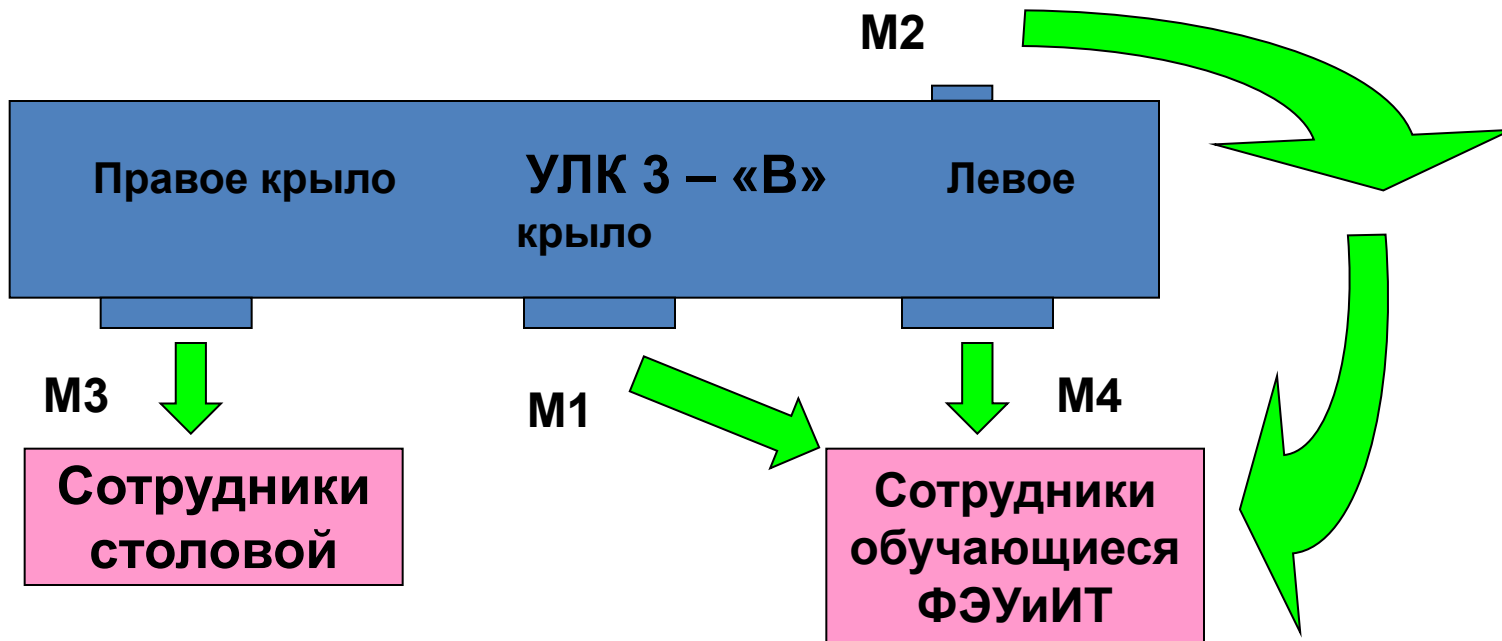 М2
Правое крыло УЛК 3 – «В» Левое
крыло
М3
М1
М4
Сотрудники
столовой
Сотрудники
обучающиеся
ФЭУиИТ